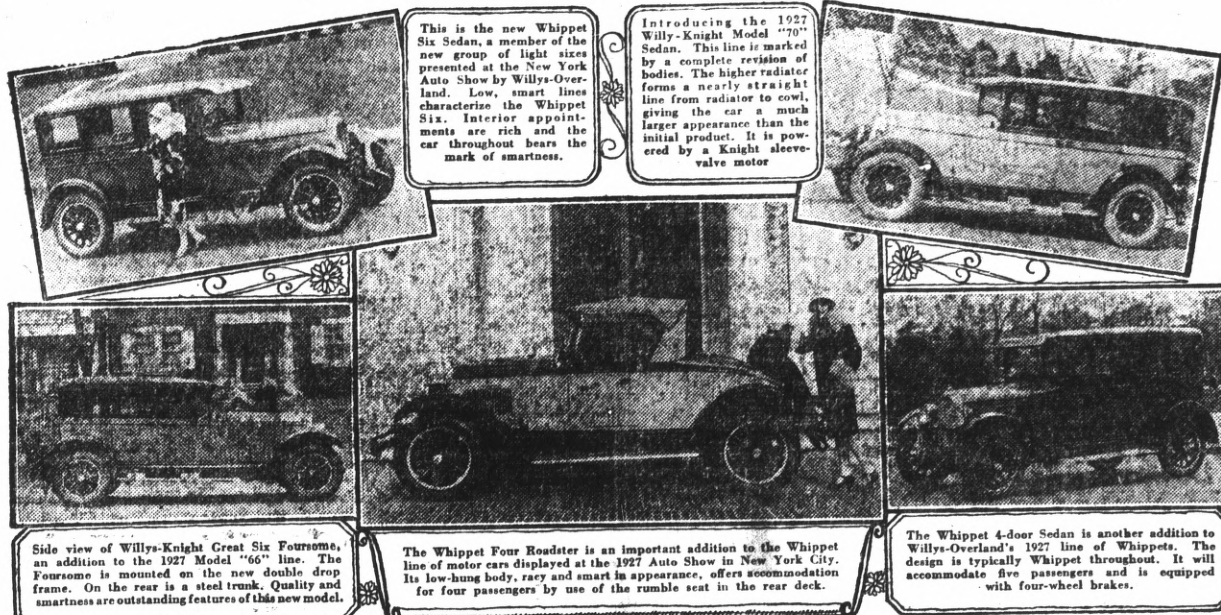 This is the new Whippet
Six Sedan, a member of the
new group of light sizes
presented at the New York
Auto Show by Willys-Over-
land. Low, smart lines
characterize the Whippet
Six. Interior appoint-
ments are rich and the
car throughout bears the
mark of smartness.
Introducing the 1927
Willy-Knight Model "70"
Sedan. This line is marked
by a complete revision of
bodies. The higher radiator
forms a nearly straight
line from radiator to cowl,
giving the car a much
larger appearance than the
initial product. It is pow-
ered by a Knight sleeve-
valve motor
Side view of Willys-Knight Great Six Foursome,
an addition to the 1927 Model "66" line. The
Foursome is mounted on the new double drop
frame. On the rear is a steel trunk. Quality and
smartness are outstanding features of this new model.
The Whippet Four Roadster is an important addition to the Whippet
line of motor cars displayed at the 1927 Auto Show in New York City.
Its low-hung body, racy and smart in appearance, offers accommodation
for four passengers by use of the rumble seat in the rear deck.
The Whippet 4-door Sedan is another addition to
Willys-Overland's 1927 line of Whippets. The
design is typically Whippet throughout. It will
accommodate five passengers and is equipped
with four-wheel brakes.